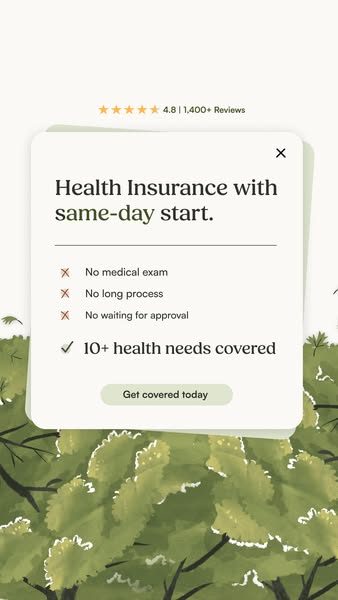 4.8 | 1,400+ Reviews
Health Insurance with
same-day start.
No medical exam
No long process
No waiting for approval
10+ health needs covered
Get covered today